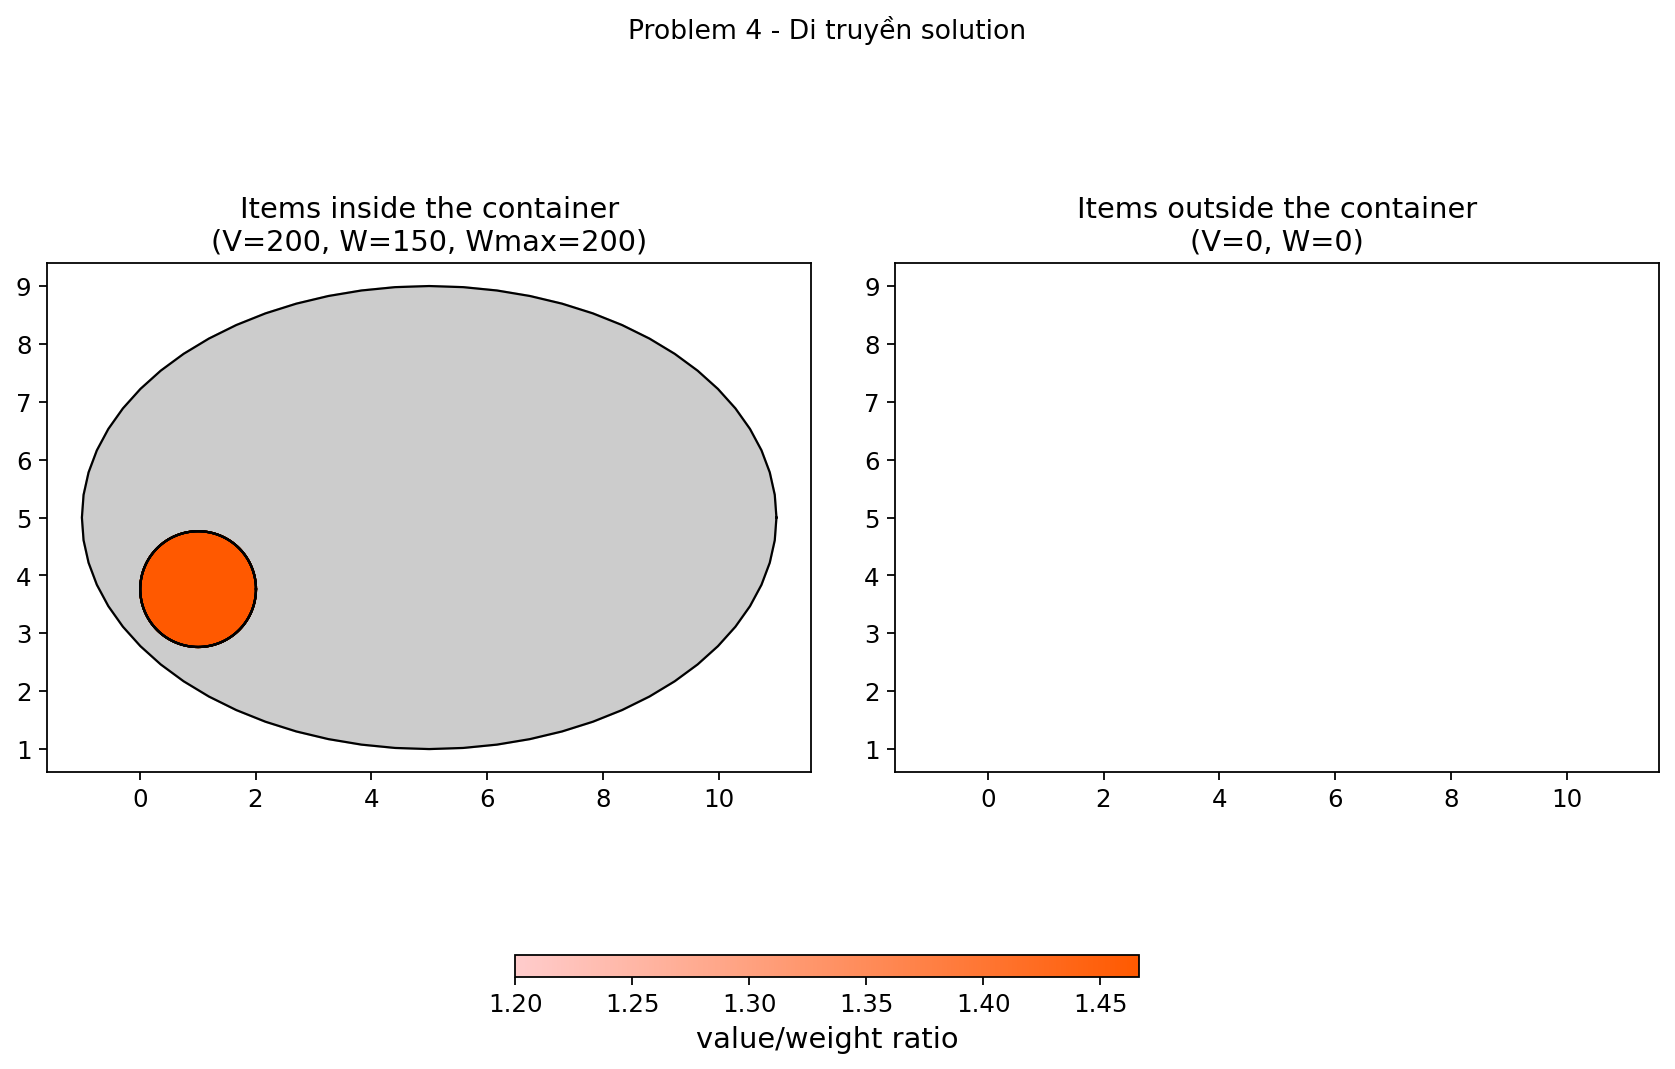 Problem 4 - Di truyền solution
Items inside the container
(V=200, W=150, Wmax=200)
9
8
7
6
5
4
3
2
1
0 2 4 6 8 10
Items outside the container
(V=0, W=0)
9
8
7
6
5
4
3
2
1
0 2 4 6 8 10
1.20 1.25 1.30 1.35 1.40 1.45
value/weight ratio